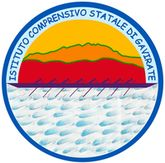 ISTITUTO COMPRENSIVO STATALE DI GAVIRATE